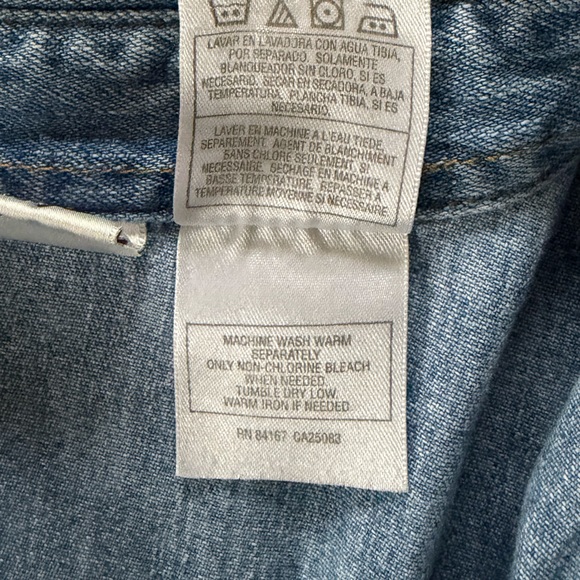 LAVAR EN LAVADORA CON AGUA TIBIA,
POR SEPARADO. SOLAMENTE
BLANQUEADOR SIN CLORO, SI ES
NECESARIO. SECAR EN SECADORA, A BAJA
TEMPERATURA. PLANCHA TIBIA, SI ES
NECESARIO.
LAVER EN MACHINE A L'EAU TIEDE,
SEPAREMENT. AGENT DE BLANCHIMENT
SANS CHLORE SEULEMENT, SI
NECESSAIRE. SECHAGE EN MACHINE A
BASSE TEMPERATURE. REPASSER A
TEMPERATURE MOYENNE SI NECESSAIRE.
MACHINE WASH WARM
SEPARATELY
ONLY NON-CHLORINE BLEACH
WHEN NEEDED.
TUMBLE DRY LOW.
WARM IRON IF NEEDED.
RN 84167 CA25083